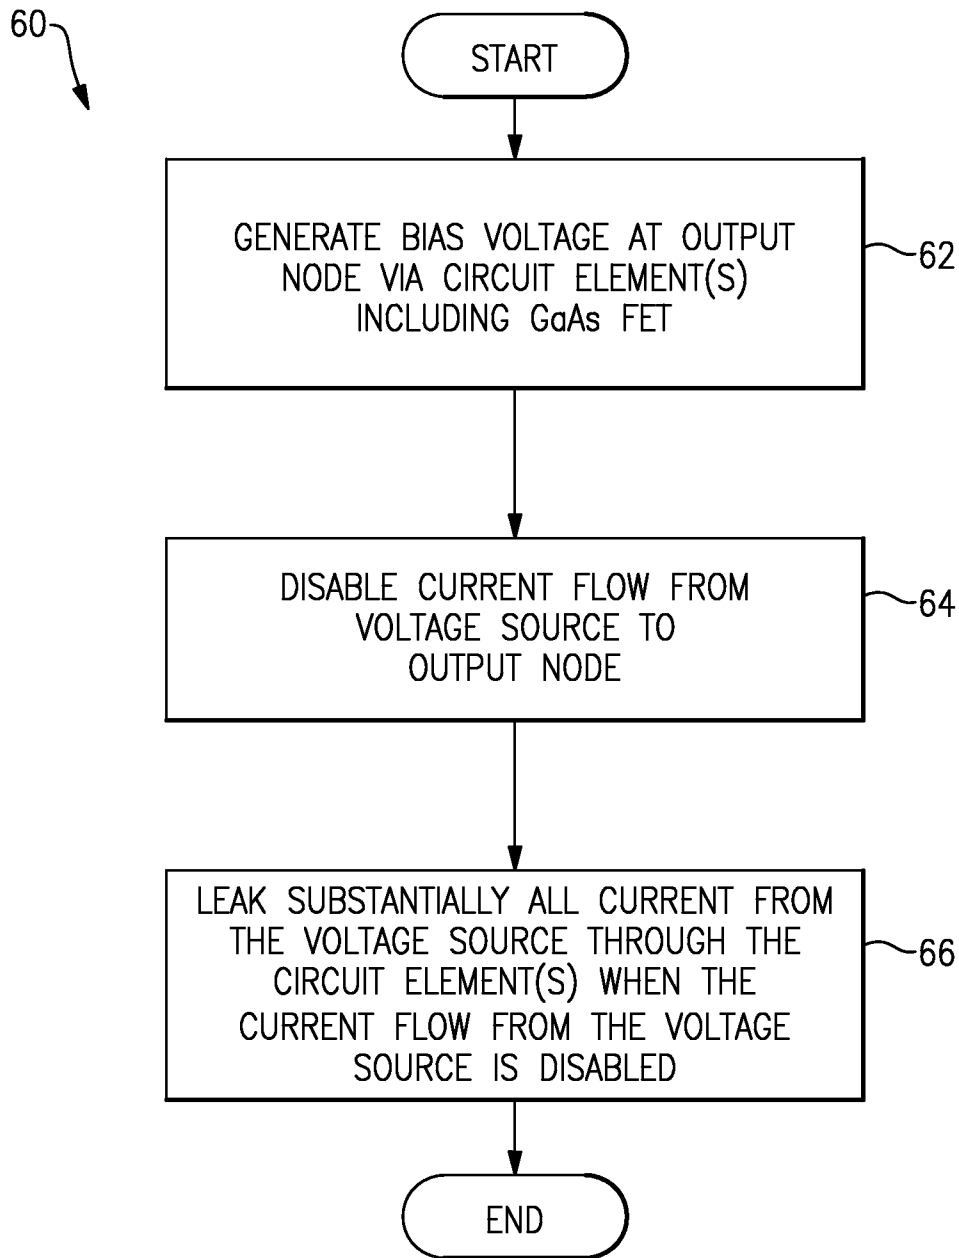 60
START
GENERATE BIAS VOLTAGE AT OUTPUT
NODE VIA CIRCUIT ELEMENT(S)
INCLUDING GaAs FET
62
DISABLE CURRENT FLOW FROM
VOLTAGE SOURCE TO
OUTPUT NODE
64
LEAK SUBSTANTIALLY ALL CURRENT FROM
THE VOLTAGE SOURCE THROUGH THE
CIRCUIT ELEMENT(S) WHEN THE
CURRENT FLOW FROM THE VOLTAGE
SOURCE IS DISABLED
66
END